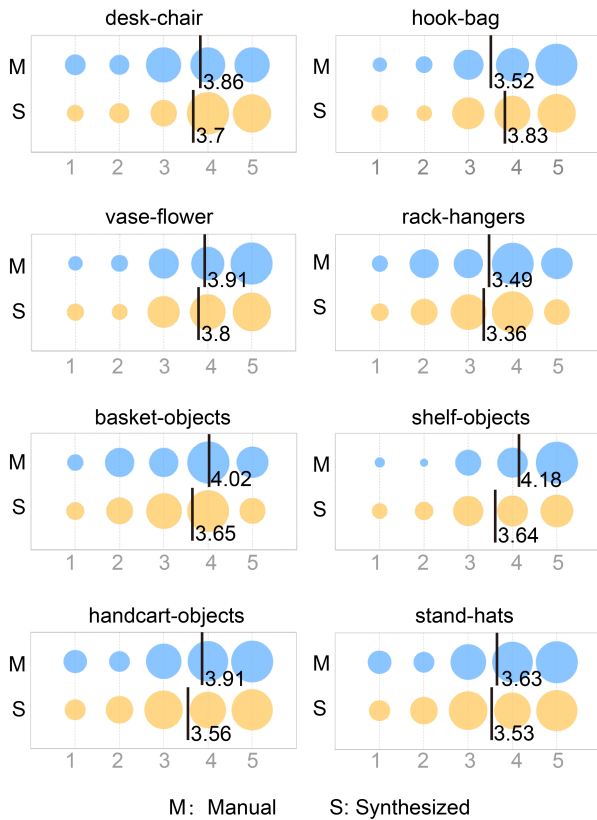 desk-chair
hook-bag
M
3.86
S
3.7
1 2 3 4 5
M
3.52
S
3.83
1 2 3 4 5
vase-flower
rack-hangers
M
3.91
S
3.8
1 2 3 4 5
M
3.49
S
3.36
1 2 3 4 5
basket-objects
shelf-objects
M
4.02
S
3.65
1 2 3 4 5
M
4.18
S
3.64
1 2 3 4 5
handcart-objects
stand-hats
M
3.91
S
3.56
1 2 3 4 5
M
3.63
S
3.53
1 2 3 4 5
M: Manual
S: Synthesized